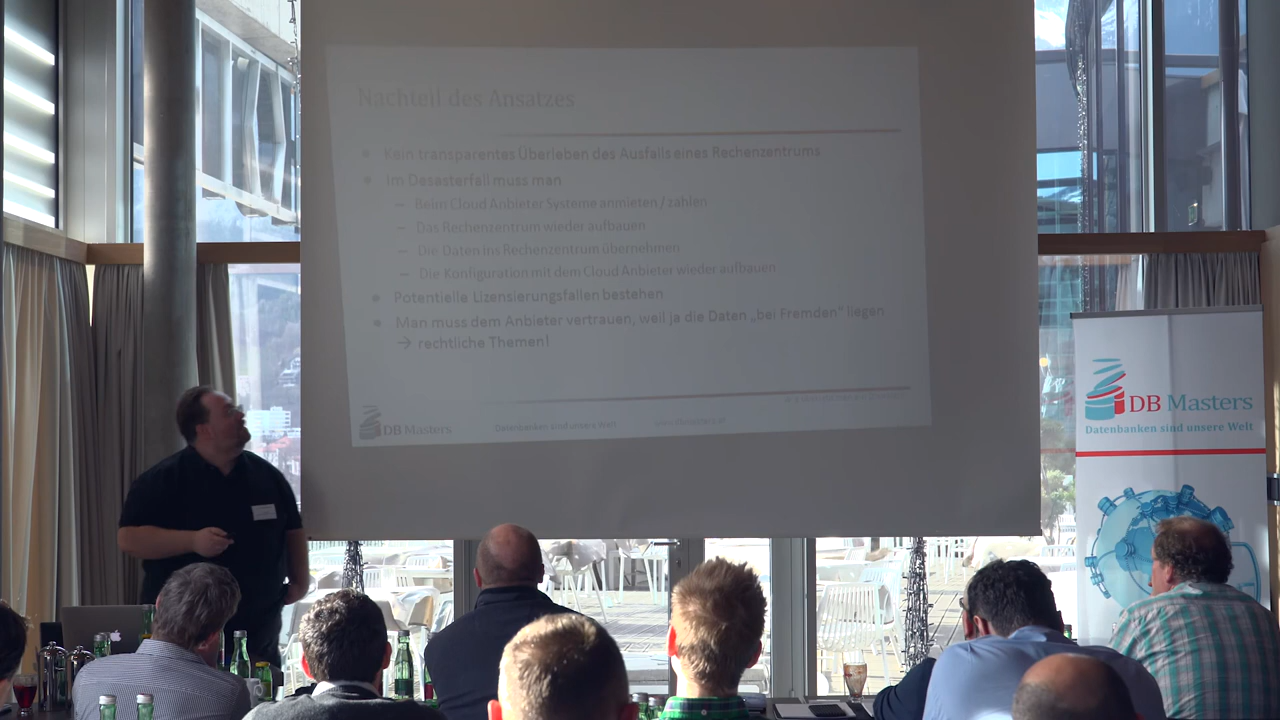 Nachteil des Ansatzes
• Kein transparentes Überleben des Ausfalls eines Rechenzentrums
• Im Desasterfall muss man
– Beim Cloud Anbieter Systeme anmieten / zahlen
– Das Rechenzentrum wieder aufbauen
– Die Daten ins Rechenzentrum übernehmen
– Die Konfiguration mit dem Cloud Anbieter wieder aufbauen
• Potentielle Lizensierungsfallen bestehen
• Man muss dem Anbieter vertrauen, weil ja die Daten „bei Fremden“ liegen
→ rechtliche Themen!
DB Masters
Datenbanken sind unsere Welt
DB Masters
Datenbanken sind unsere Welt